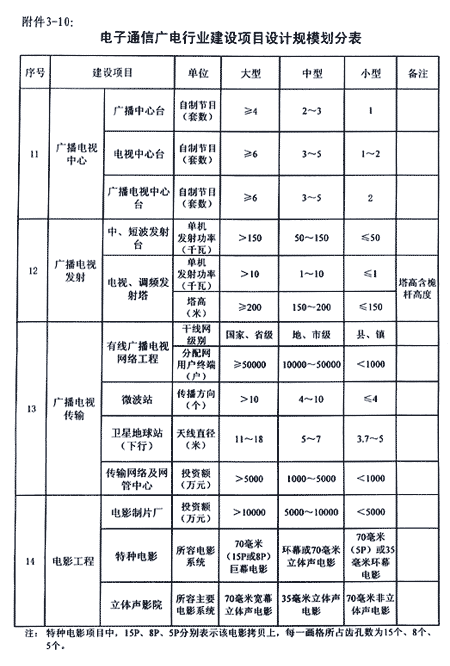 附件3-10:
电子通信广电行业建设项目设计规模划分表
序号 建设项目 单位 大型 中型 小型 备注
11 广播电视中心 广播中心台 自制节目（套数） ≥4 2～3 1
电视中心台 自制节目（套数） ≥6 3～5 1～2
广播电视中心台 自制节目（套数） ≥6 3～5 2
12 广播电视发射 中、短波发射台 单机发射功率（千瓦） >150 50～150 ≤50
电视、调频发射塔 单机发射功率（千瓦） >10 1～10 ≤1 塔高含桅杆高度
塔高（米） ≥200 150～200 ≤150
13 广播电视传输 有线广播电视网络工程 干线网级别 国家、省级 地、市级 县、镇
分配网用户终端（户） ≥50000 10000～50000 <1000
微波站 传播方向（个） >10 4～10 ≤4
卫星地球站（下行） 天线直径（米） 11～18 5～7 3.7～5
传输网络及网管中心 投资额（万元） >5000 1000～5000 <1000
14 电影工程 电影制片厂 投资额（万元） >10000 5000～10000 <5000
特种电影 所容电影系统 70毫米（15P或8P）巨幕电影 环幕或70毫米立体声电影 70毫米（5P）或35毫米环幕电影
立体声影院 所容主要电影系统 70毫米宽幕立体声电影 35毫米立体声电影 70毫米非立体声电影
注: 特种电影项目中，15P、8P、5P分别表示该电影拷贝上，每一画格所占齿孔数为15个、8个、
5个。